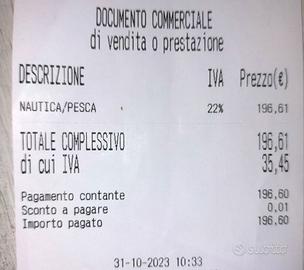 DOCUMENTO COMMERCIALE
di vendita o prestazione
DESCRIZIONE IVA Prezzo(€)
NAUTICA/PESCA 22% 196,61
TOTALE COMPLESSIVO 196,61
di cui IVA 35,45
Pagamento contante 196,60
Sconto a pagare 0,01
Importo pagato 196,60
31-10-2023 10:33
subito